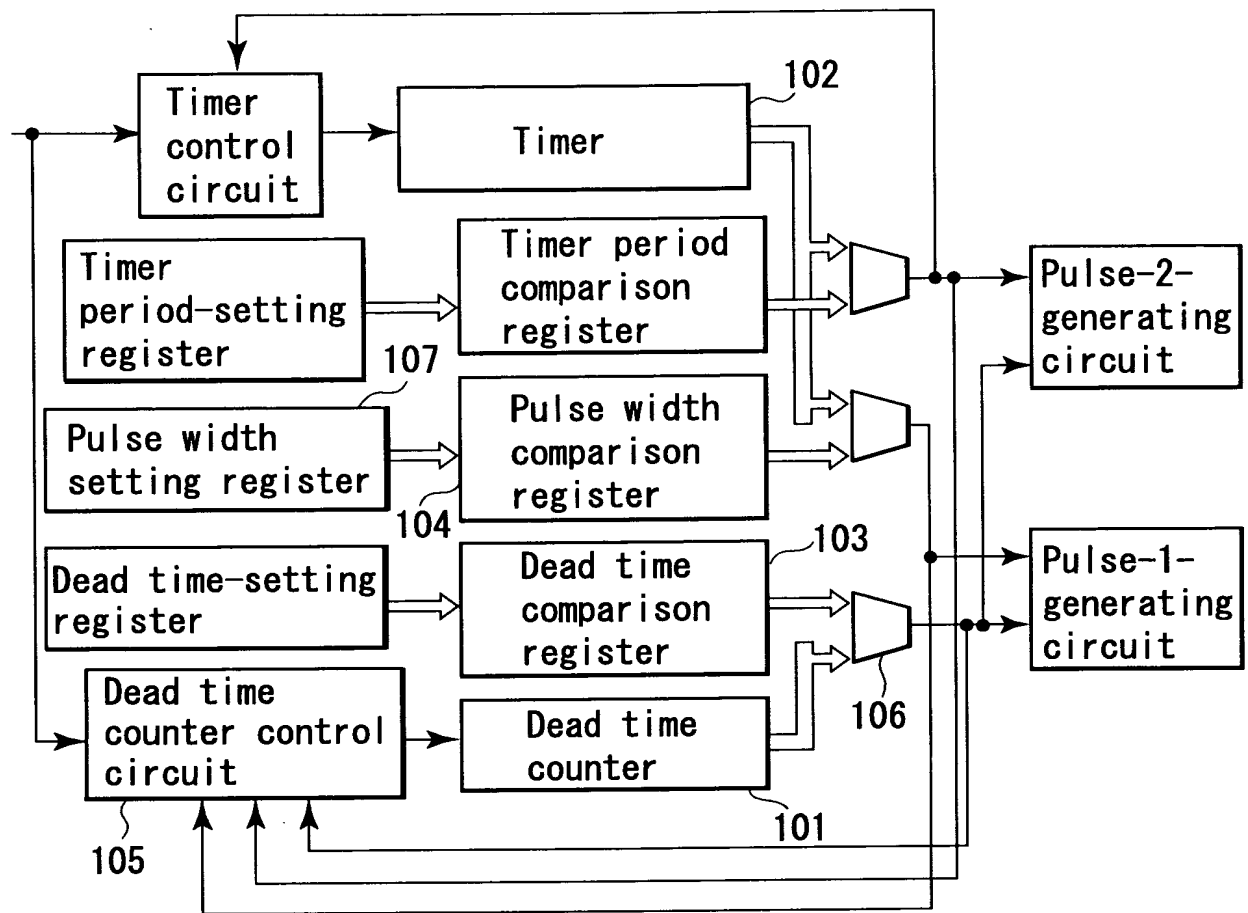 102
Timer
control
circuit
Timer
Timer
period-setting
register
Timer period
comparison
register
Pulse-2-
generating
circuit
107
Pulse width
setting register
Pulse width
comparison
register
104
103
Dead time-setting
register
Dead time
comparison
register
Pulse-1-
generating
circuit
106
Dead time
counter control
circuit
Dead time
counter
101
105